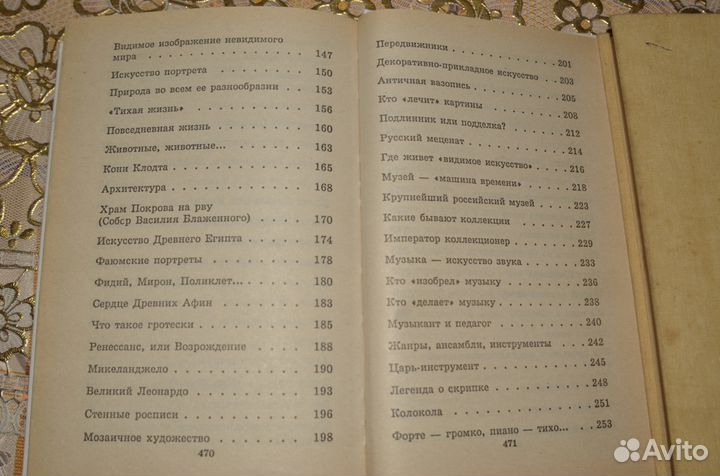 Видимое изображение невидимого
мира . . . . . . . . . . 147
Искусство портрета . . . . . . . 150
Природа во всем ее разнообразии . . 153
«Тихая жизнь» . . . . . . . . . 156
Повседневная жизнь . . . . . . . 160
Животные, животные... . . . . . . 163
Кони Клодта . . . . . . . . . . 165
Архитектура . . . . . . . . . . 168
Храм Покрова на рву
(Собор Василия Блаженного) . . . . 170
Искусство Древнего Египта . . . . 174
Фаюмские портреты . . . . . . . 178
Фидий, Мирон, Поликлет... . . . . 180
Сердце Древних Афин . . . . . . 183
Что такое гротески . . . . . . . 185
Ренессанс, или Возрождение . . . . 188
Микеланджело . . . . . . . . . 190
Великий Леонардо . . . . . . . . 193
Стенные росписи . . . . . . . . 196
Мозаичное художество . . . . . . 198
470
Передвижники . . . . . . . . . 201
Декоративно-прикладное искусство . . 203
Античная вазопись . . . . . . . . 205
Кто «лечит» картины . . . . . . . 208
Подлинник или подделка? . . . . . 212
Русский меценат . . . . . . . . 214
Где живет «видимое искусство» . . . 216
Музей — «машина времени» . . . . 218
Крупнейший российский музей . . . 223
Какие бывают коллекции . . . . . 227
Император коллекционер . . . . . 229
Музыка — искусство звука . . . . . 233
Кто «изобрел» музыку . . . . . . 236
Кто «делает» музыку . . . . . . . 238
Музыкант и педагог . . . . . . . 240
Жанры, ансамбли, инструменты . . . 242
Царь-инструмент . . . . . . . . 245
Легенда о скрипке . . . . . . . . 248
Колокола . . . . . . . . . . . 251
Форте — громко, пиано — тихо... . . . 253
471
Avito